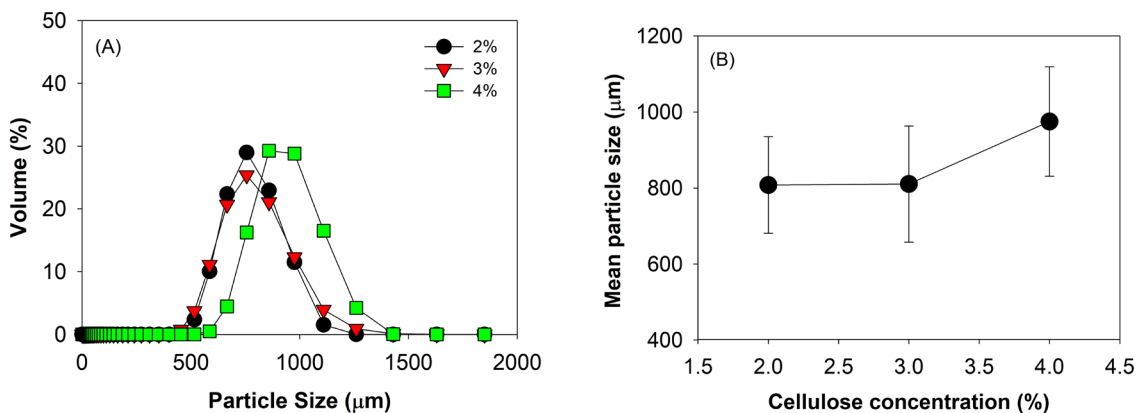 (A)
2%
3%
4%
50
40
30
20
10
0
Volume (%)
0 500 1000 1500 2000
Particle Size (μm)
(B)
1200
1000
800
600
400
Mean particle size (μm)
1.5 2.0 2.5 3.0 3.5 4.0 4.5
Cellulose concentration (%)